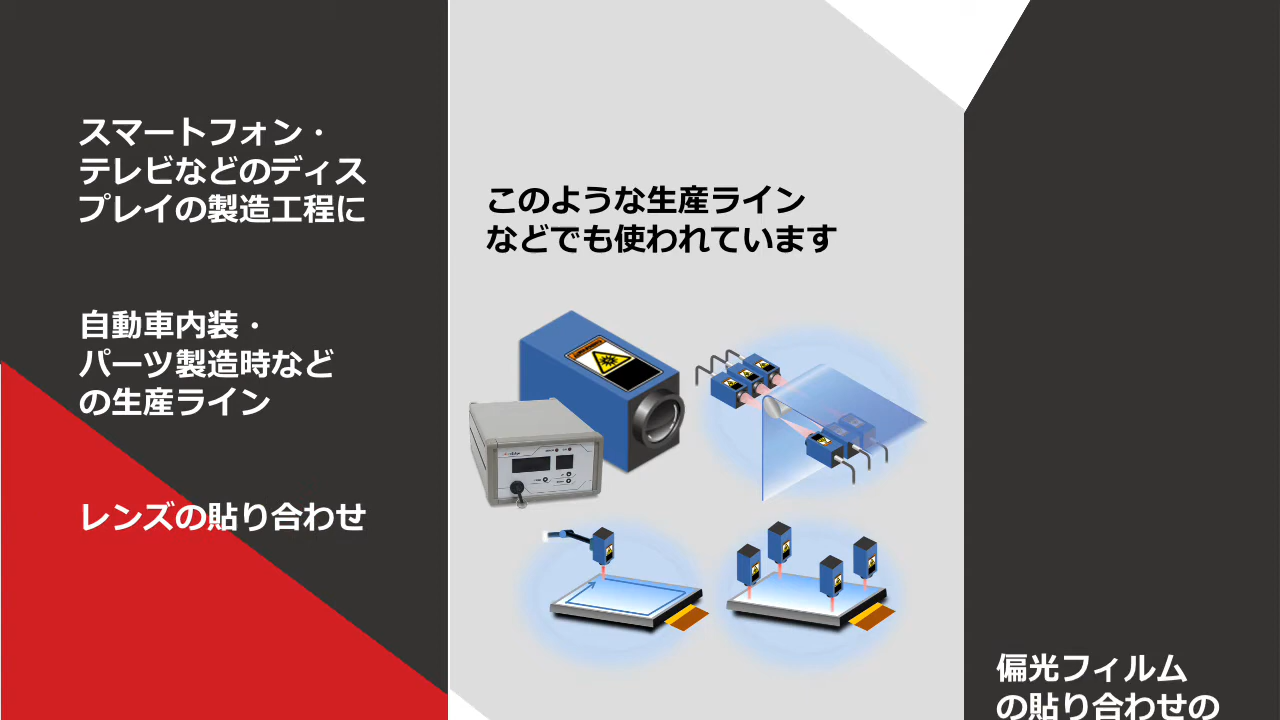 スマートフォン・
テレビなどのディス
プレイの製造工程に
自動車内装・
パーツ製造時など
の生産ライン
レンズの貼り合わせ
このような生産ライン
などでも使われています
偏光フィルム
の貼り合わせの